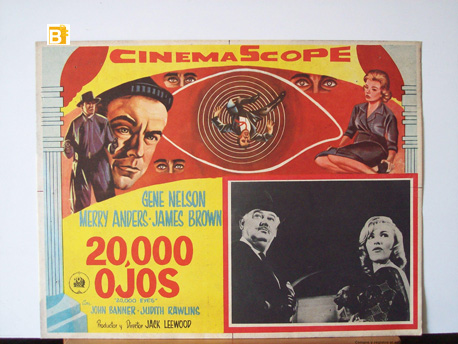 B
CINEMASCOPE
GENE NELSON
MERRY ANDERS · JAMES BROWN
20,000
OJOS
"20,000 EYES"
JOHN BANNER · JUDITH RAWLING
Productor y Director JACK LEEWOOD